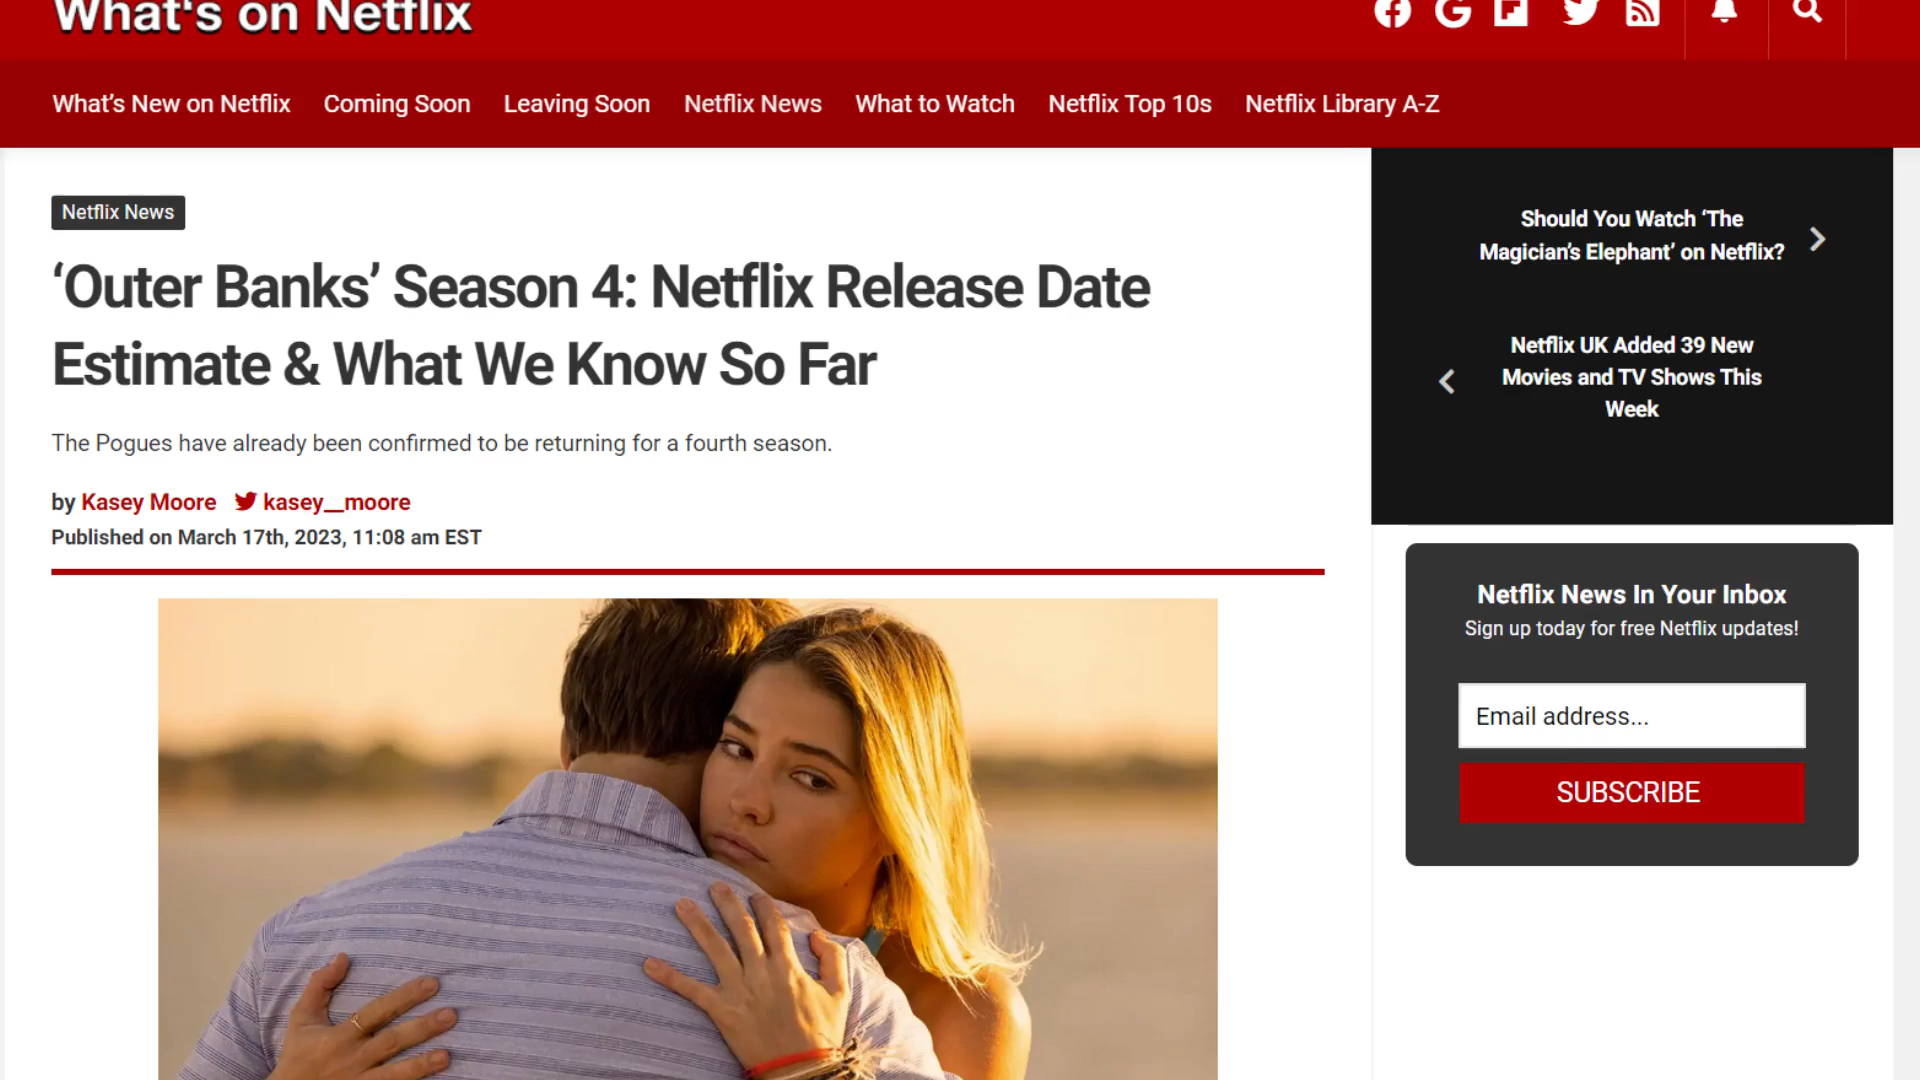 What's on Netflix
What's New on Netflix Coming Soon Leaving Soon Netflix News What to Watch Netflix Top 10s Netflix Library A-Z
Netflix News
‘Outer Banks’ Season 4: Netflix Release Date
Estimate & What We Know So Far
The Pogues have already been confirmed to be returning for a fourth season.
by Kasey Moore kasey__moore
Published on March 17th, 2023, 11:08 am EST
Should You Watch ‘The
Magician’s Elephant’ on Netflix?
Netflix UK Added 39 New
Movies and TV Shows This
Week
Netflix News In Your Inbox
Sign up today for free Netflix updates!
Email address...
SUBSCRIBE